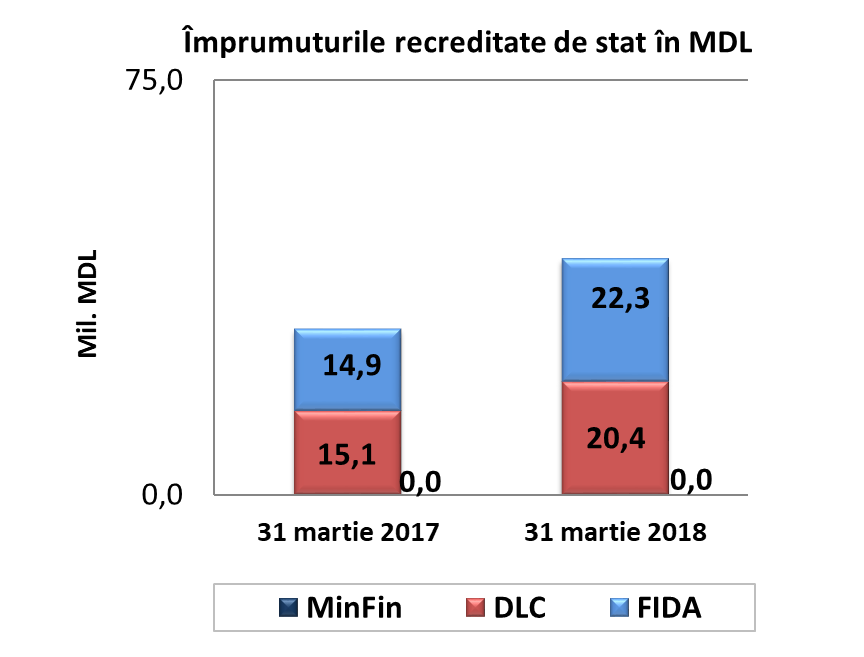 Împrumuturile recreditate de stat în MDL
75,0
Mil. MDL
22,3
14,9
20,4
15,1
0,0
0,0
0,0
31 martie 2017
31 martie 2018
MinFin
DLC
FIDA